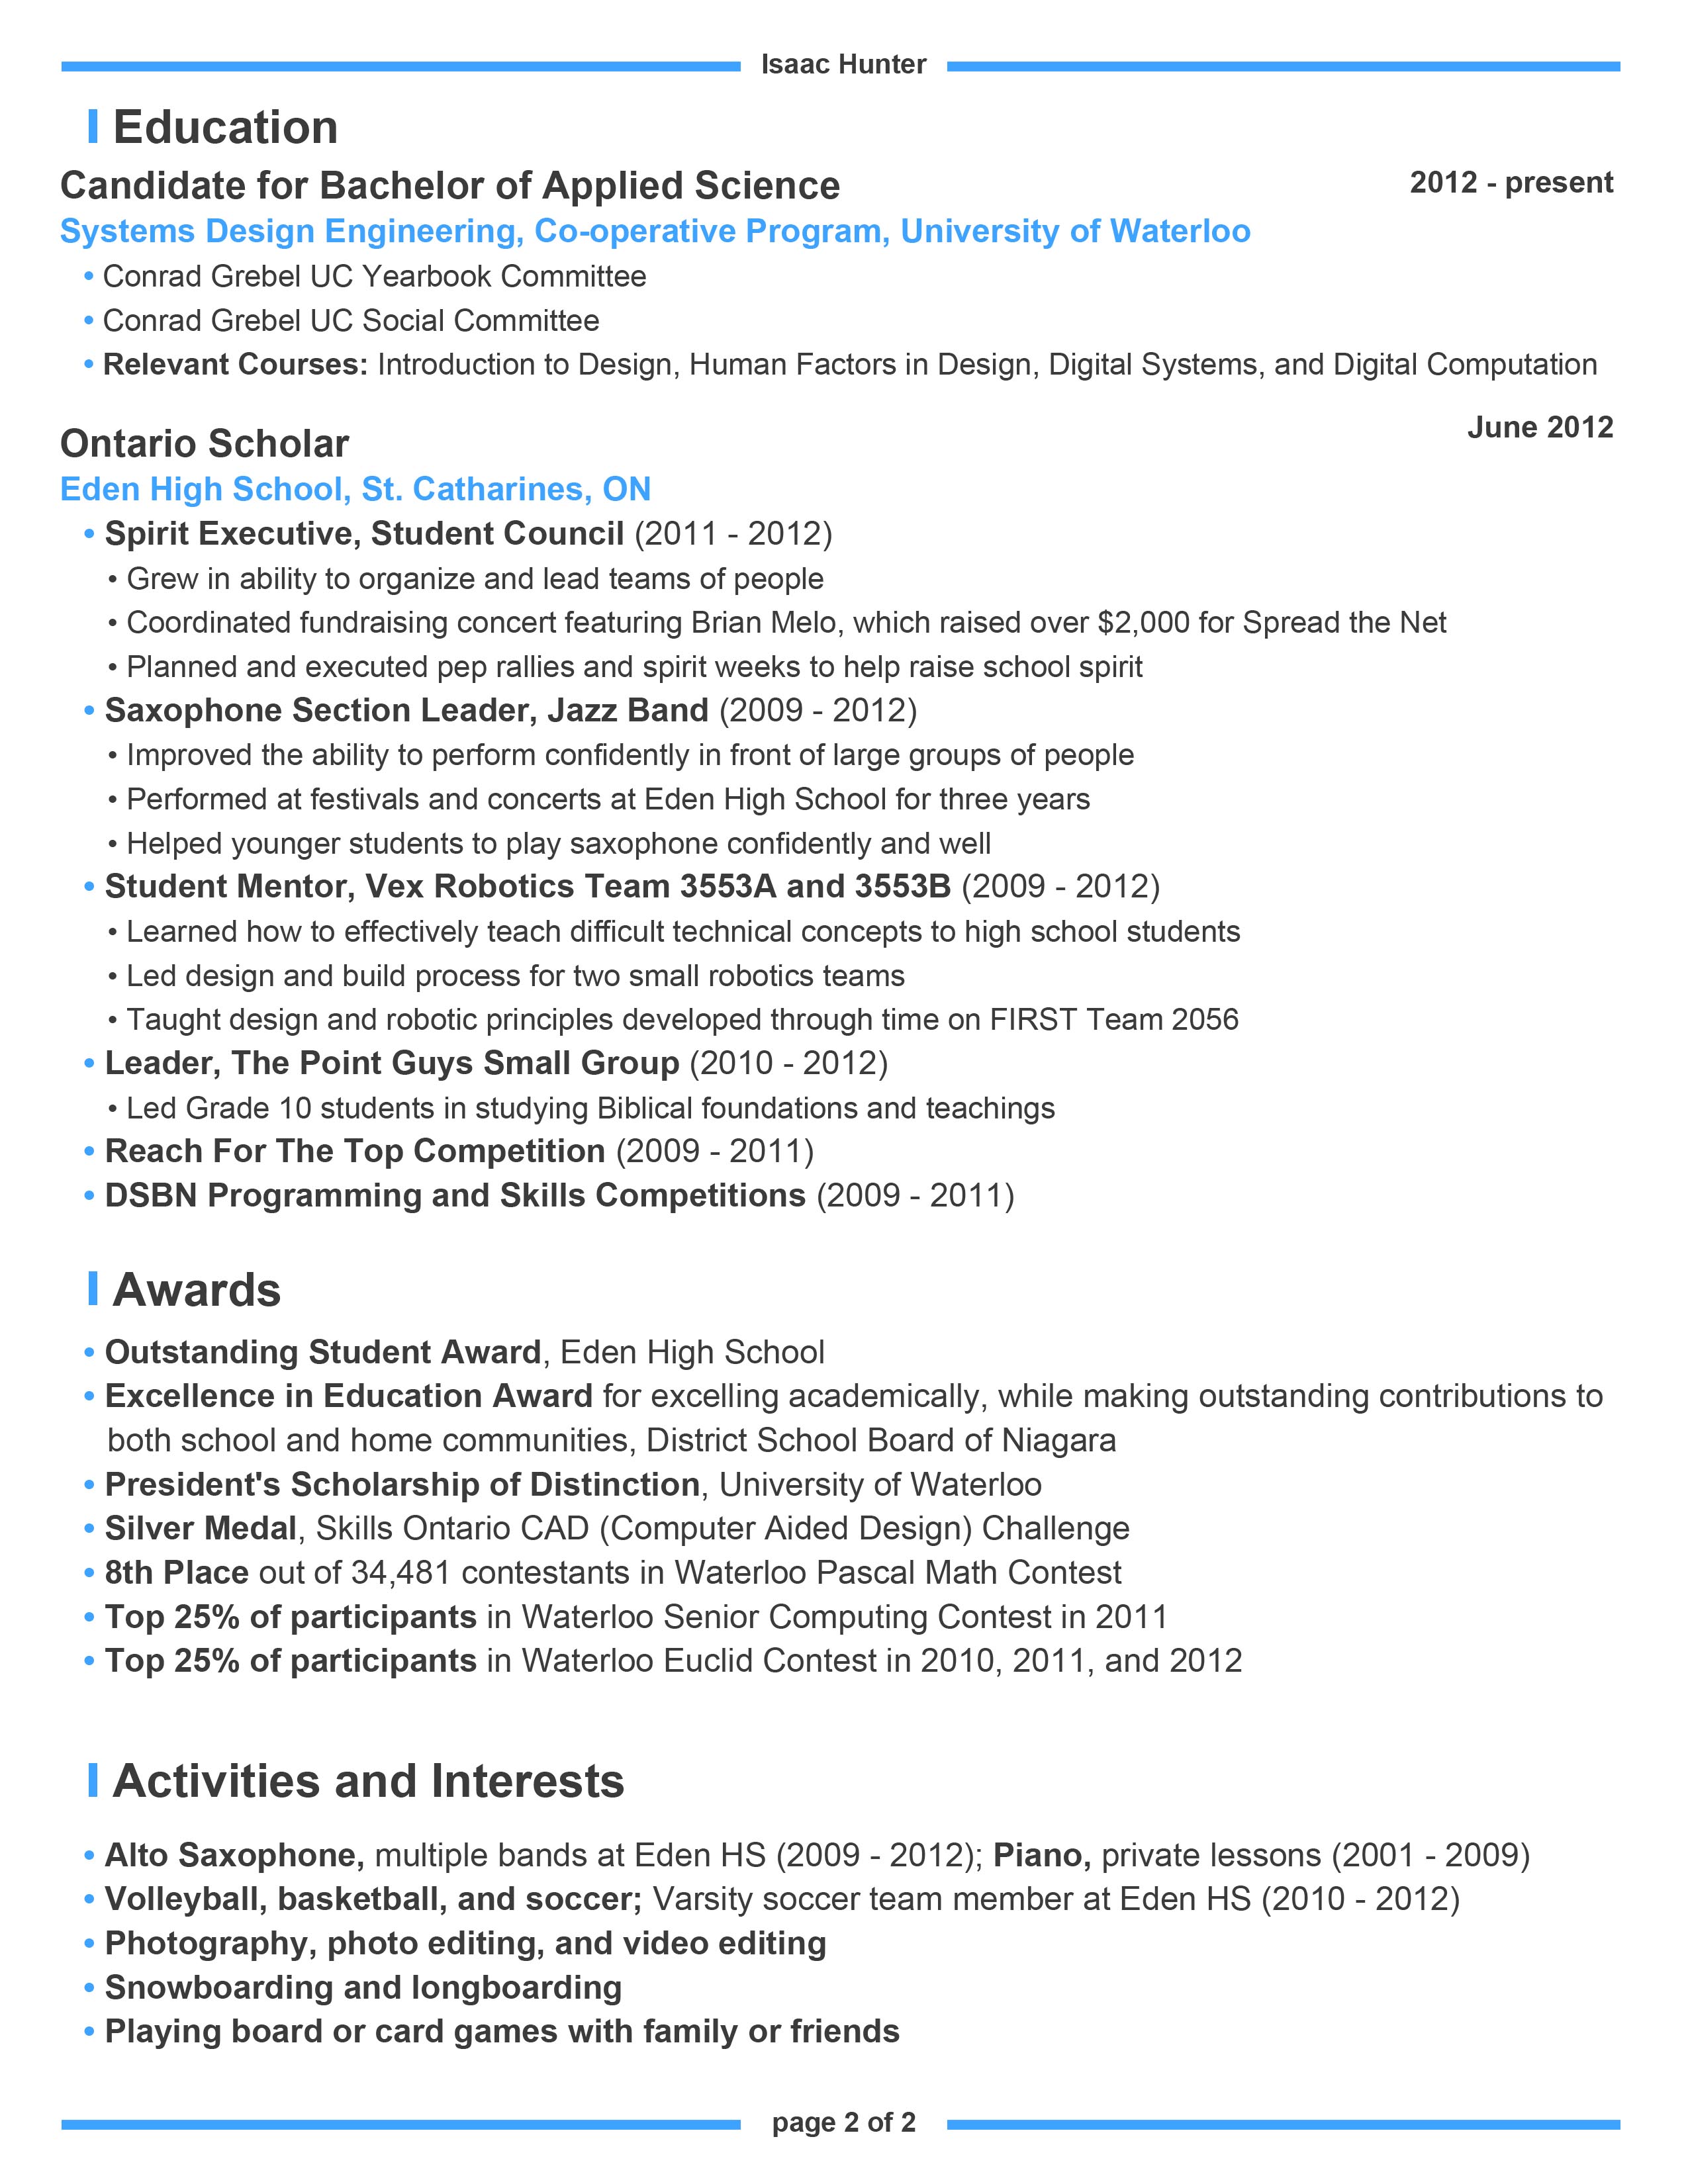 Isaac Hunter
Education
Candidate for Bachelor of Applied Science
2012 - present
Systems Design Engineering, Co-operative Program, University of Waterloo
• Conrad Grebel UC Yearbook Committee
• Conrad Grebel UC Social Committee
• Relevant Courses: Introduction to Design, Human Factors in Design, Digital Systems, and Digital Computation
Ontario Scholar
June 2012
Eden High School, St. Catharines, ON
• Spirit Executive, Student Council (2011 - 2012)
• Grew in ability to organize and lead teams of people
• Coordinated fundraising concert featuring Brian Melo, which raised over $2,000 for Spread the Net
• Planned and executed pep rallies and spirit weeks to help raise school spirit
• Saxophone Section Leader, Jazz Band (2009 - 2012)
• Improved the ability to perform confidently in front of large groups of people
• Performed at festivals and concerts at Eden High School for three years
• Helped younger students to play saxophone confidently and well
• Student Mentor, Vex Robotics Team 3553A and 3553B (2009 - 2012)
• Learned how to effectively teach difficult technical concepts to high school students
• Led design and build process for two small robotics teams
• Taught design and robotic principles developed through time on FIRST Team 2056
• Leader, The Point Guys Small Group (2010 - 2012)
• Led Grade 10 students in studying Biblical foundations and teachings
• Reach For The Top Competition (2009 - 2011)
• DSBN Programming and Skills Competitions (2009 - 2011)
Awards
• Outstanding Student Award, Eden High School
• Excellence in Education Award for excelling academically, while making outstanding contributions to
both school and home communities, District School Board of Niagara
• President's Scholarship of Distinction, University of Waterloo
• Silver Medal, Skills Ontario CAD (Computer Aided Design) Challenge
• 8th Place out of 34,481 contestants in Waterloo Pascal Math Contest
• Top 25% of participants in Waterloo Senior Computing Contest in 2011
• Top 25% of participants in Waterloo Euclid Contest in 2010, 2011, and 2012
Activities and Interests
• Alto Saxophone, multiple bands at Eden HS (2009 - 2012); Piano, private lessons (2001 - 2009)
• Volleyball, basketball, and soccer; Varsity soccer team member at Eden HS (2010 - 2012)
• Photography, photo editing, and video editing
• Snowboarding and longboarding
• Playing board or card games with family or friends
page 2 of 2